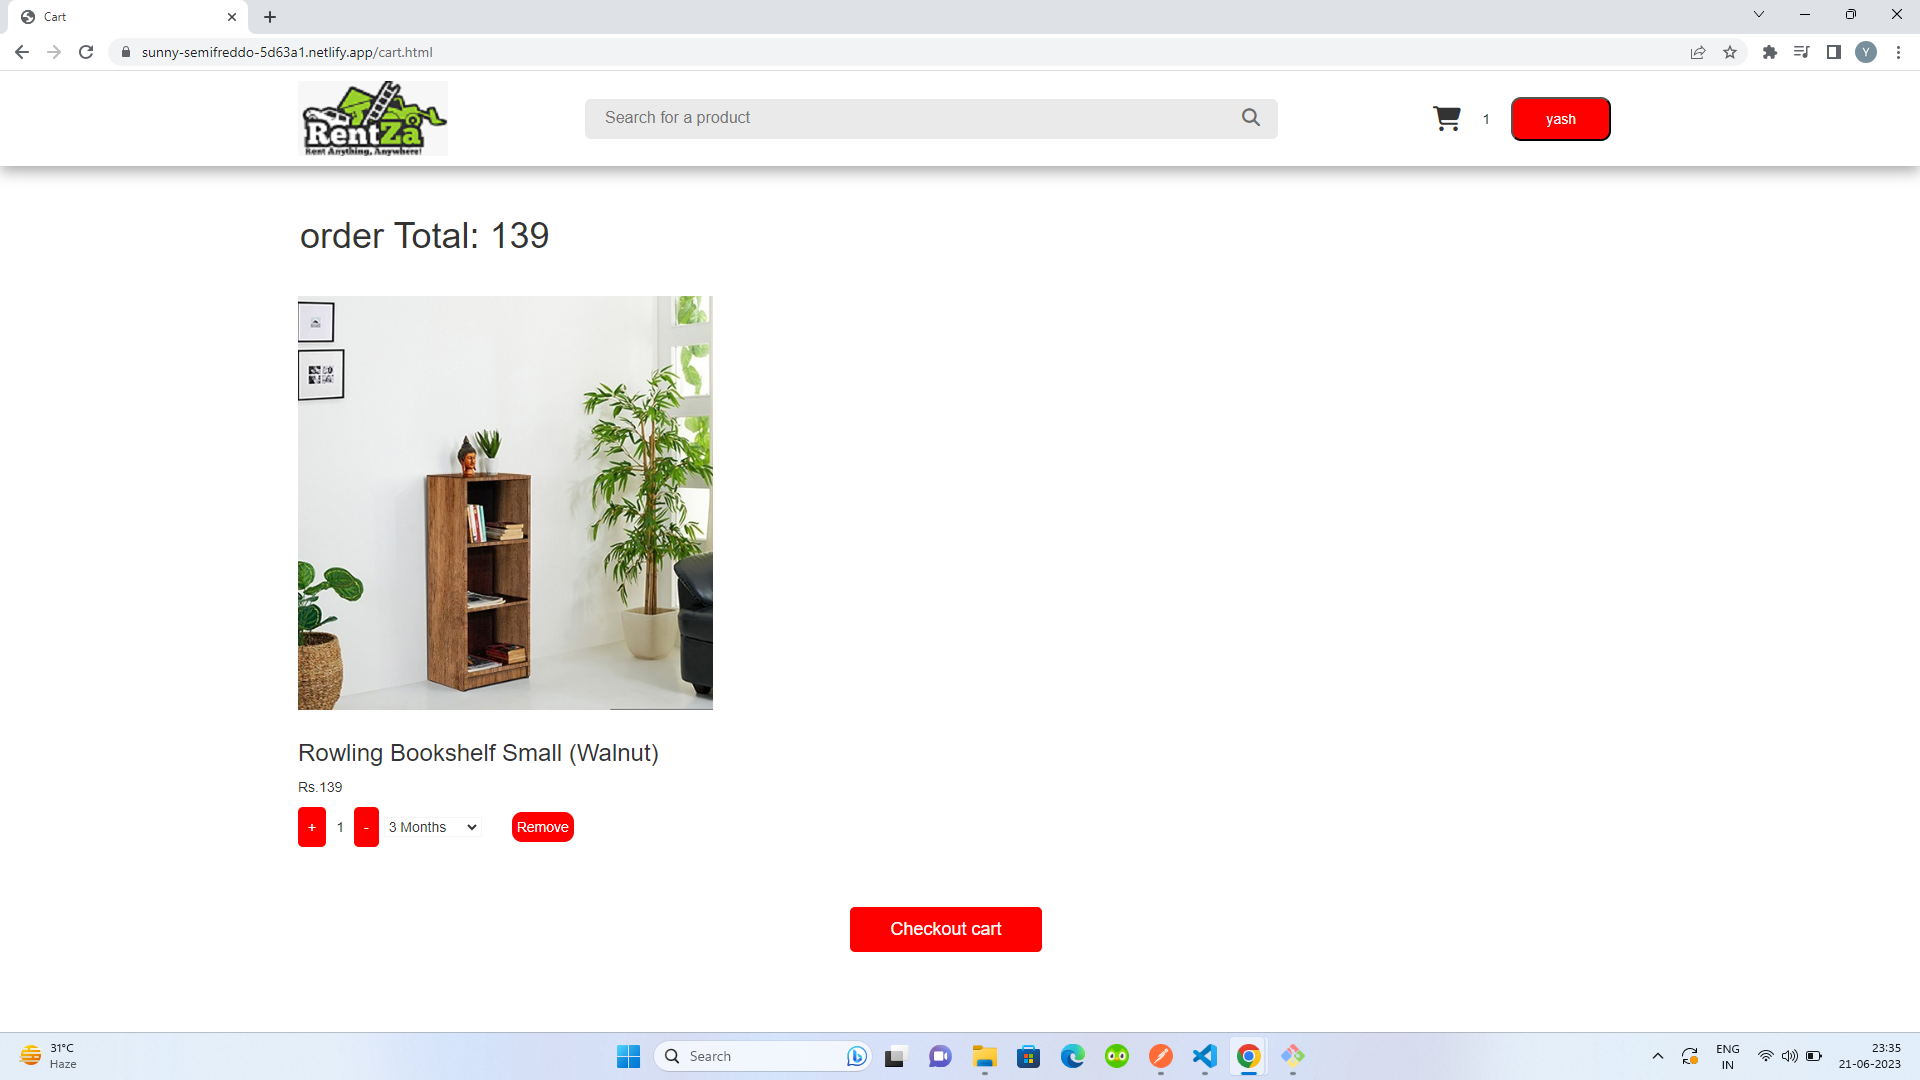 Cart
sunny-semifreddo-5d63a1.netlify.app/cart.html
Y
RentZa
Rent Anything, Anywhere!
Search for a product
1
yash
order Total: 139
Rowling Bookshelf Small (Walnut)
Rs.139
+ 1 - 3 Months Remove
Checkout cart
31°C
Haze
Search
ENG
IN
23:35
21-06-2023